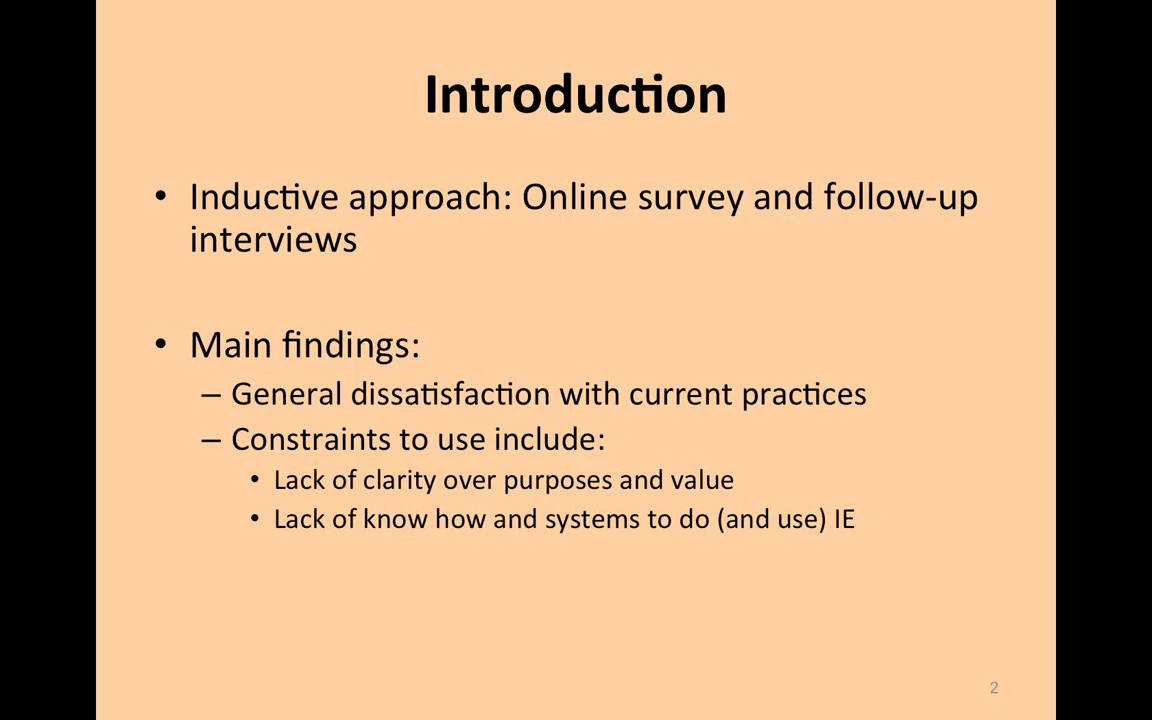 Introduction
• Inductive approach: Online survey and follow-up
interviews
• Main findings:
– General dissatisfaction with current practices
– Constraints to use include:
• Lack of clarity over purposes and value
• Lack of know how and systems to do (and use) IE
2